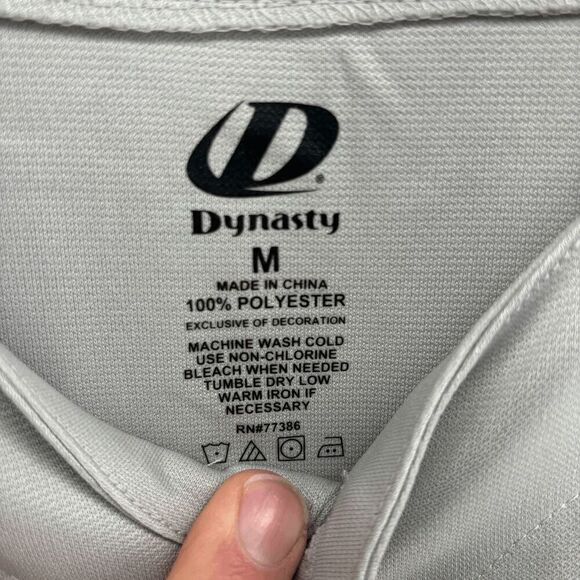 D
Dynasty
M
MADE IN CHINA
100% POLYESTER
EXCLUSIVE OF DECORATION
MACHINE WASH COLD
USE NON-CHLORINE
BLEACH WHEN NEEDED
TUMBLE DRY LOW
WARM IRON IF
NECESSARY
RN#77386